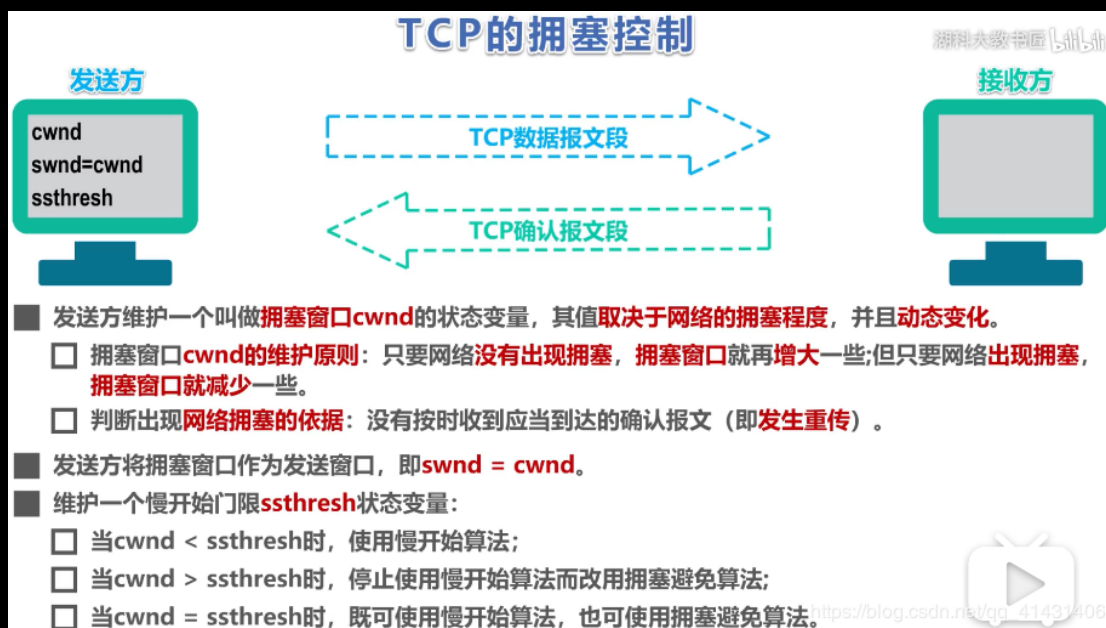 TCP的拥塞控制
湖科大教书匠 bilibili
发送方
接收方
cwnd
swnd=cwnd
ssthresh
TCP数据报文段
TCP确认报文段
发送方维护一个叫做拥塞窗口cwnd的状态变量，其值取决于网络的拥塞程度，并且动态变化。
拥塞窗口cwnd的维护原则：只要网络没有出现拥塞，拥塞窗口就再增大一些;但只要网络出现拥塞，
拥塞窗口就减少一些。
判断出现网络拥塞的依据：没有按时收到应当到达的确认报文（即发生重传）。
发送方将拥塞窗口作为发送窗口，即swnd = cwnd。
维护一个慢开始门限ssthresh状态变量：
当cwnd < ssthresh时，使用慢开始算法；
当cwnd > ssthresh时，停止使用慢开始算法而改用拥塞避免算法;
当cwnd = ssthresh时，既可使用慢开始算法，也可使用拥塞避免算法。
https://blog.csdn.net/qq_41431406